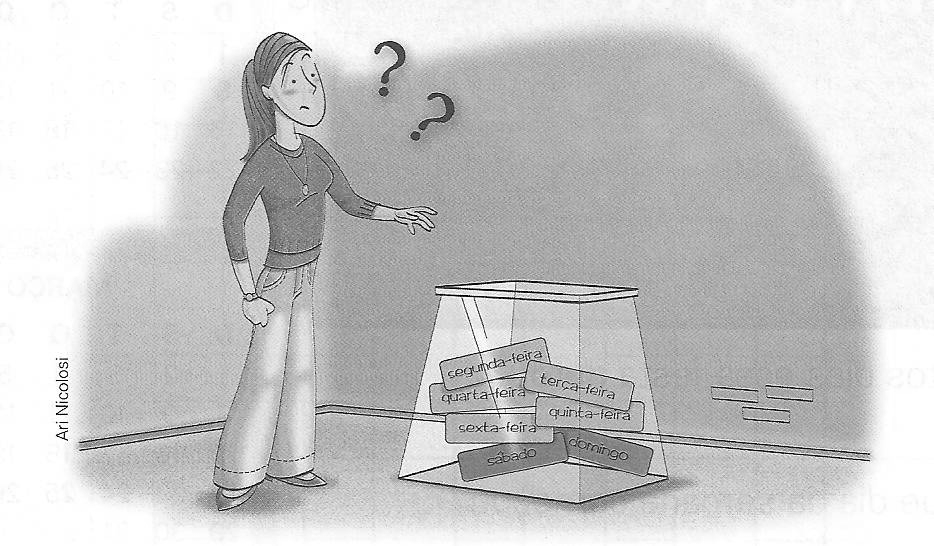 ?
?
segunda-feira
terça-feira
quarta-feira
quinta-feira
sexta-feira
domingo
sábado
Ari Nicolosi